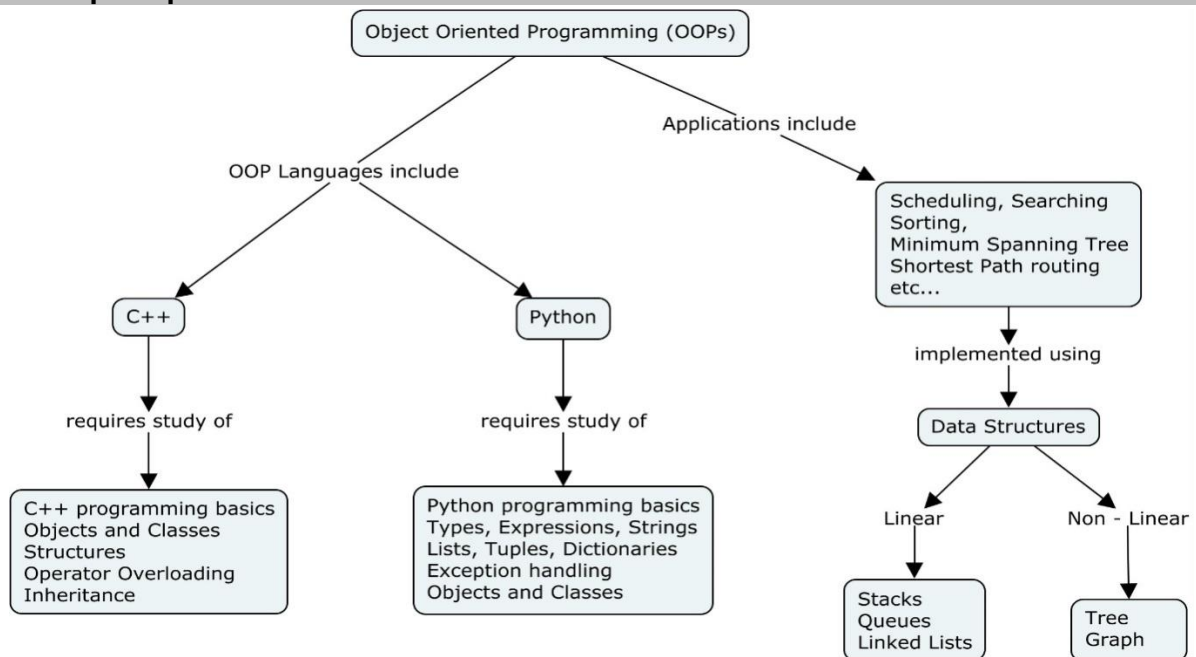 Object Oriented Programming (OOPs)
Applications include
OOP Languages include
Scheduling, Searching
Sorting,
Minimum Spanning Tree
Shortest Path routing
etc...
C++
Python
implemented using
requires study of
requires study of
Data Structures
C++ programming basics
Objects and Classes
Structures
Operator Overloading
Inheritance
Python programming basics
Types, Expressions, Strings
Lists, Tuples, Dictionaries
Exception handling
Objects and Classes
Linear
Non - Linear
Stacks
Queues
Linked Lists
Tree
Graph